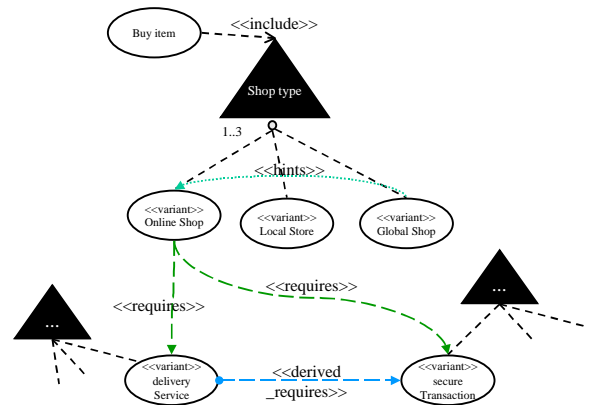 <<include>>
Buy item
Shop type
1..3
<<hints>>
<<variant>>
Online Shop
<<variant>>
Local Store
<<variant>>
Global Shop
<<requires>>
<<requires>>
...
...
<<variant>>
delivery
Service
<<derived
_requires>>
<<variant>>
secure
Transaction